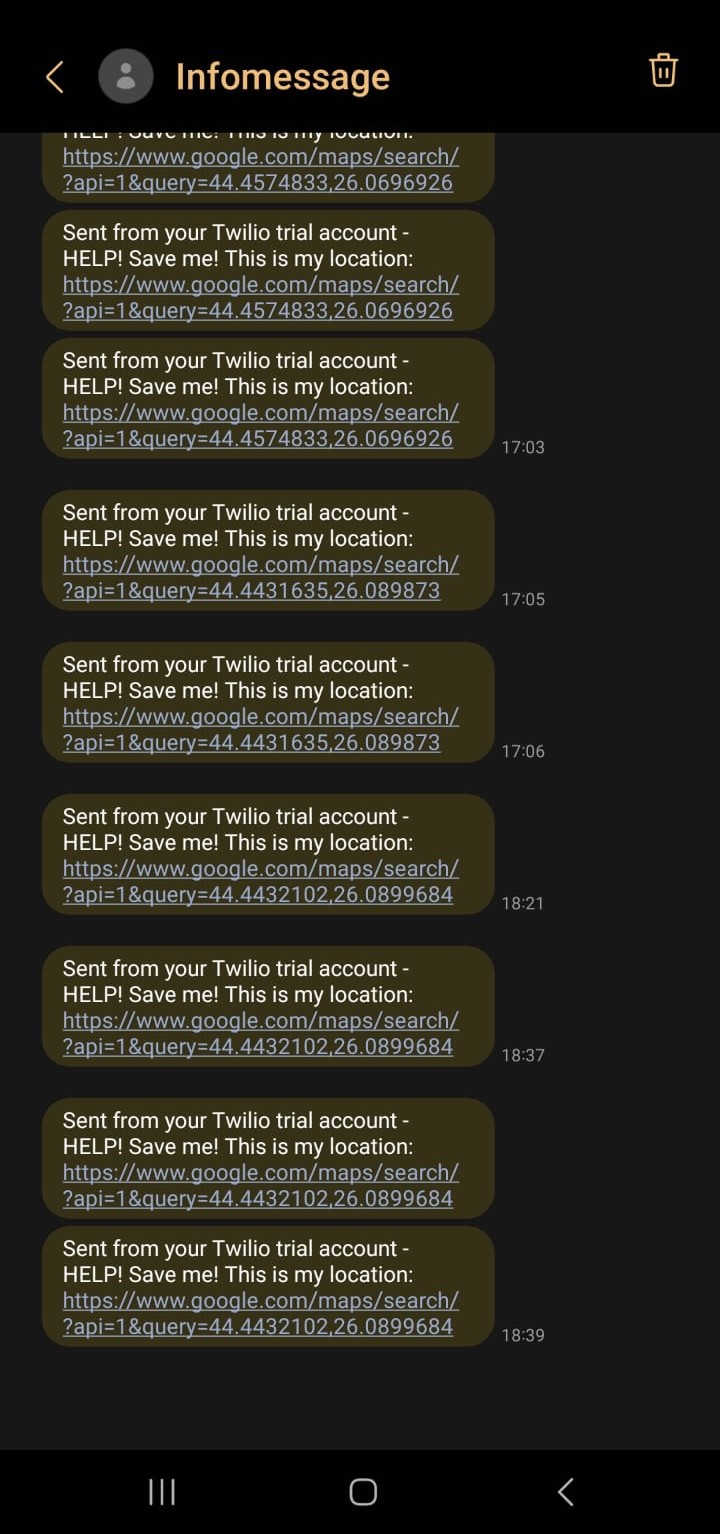 Infomessage
HELP! Save me! This is my location:
https://www.google.com/maps/search/
?api=1&query=44.4574833,26.0696926
Sent from your Twilio trial account -
HELP! Save me! This is my location:
https://www.google.com/maps/search/
?api=1&query=44.4574833,26.0696926
Sent from your Twilio trial account -
HELP! Save me! This is my location:
https://www.google.com/maps/search/
?api=1&query=44.4574833,26.0696926
17:03
Sent from your Twilio trial account -
HELP! Save me! This is my location:
https://www.google.com/maps/search/
?api=1&query=44.4431635,26.089873
17:05
Sent from your Twilio trial account -
HELP! Save me! This is my location:
https://www.google.com/maps/search/
?api=1&query=44.4431635,26.089873
17:06
Sent from your Twilio trial account -
HELP! Save me! This is my location:
https://www.google.com/maps/search/
?api=1&query=44.4432102,26.0899684
18:21
Sent from your Twilio trial account -
HELP! Save me! This is my location:
https://www.google.com/maps/search/
?api=1&query=44.4432102,26.0899684
18:37
Sent from your Twilio trial account -
HELP! Save me! This is my location:
https://www.google.com/maps/search/
?api=1&query=44.4432102,26.0899684
Sent from your Twilio trial account -
HELP! Save me! This is my location:
https://www.google.com/maps/search/
?api=1&query=44.4432102,26.0899684
18:39